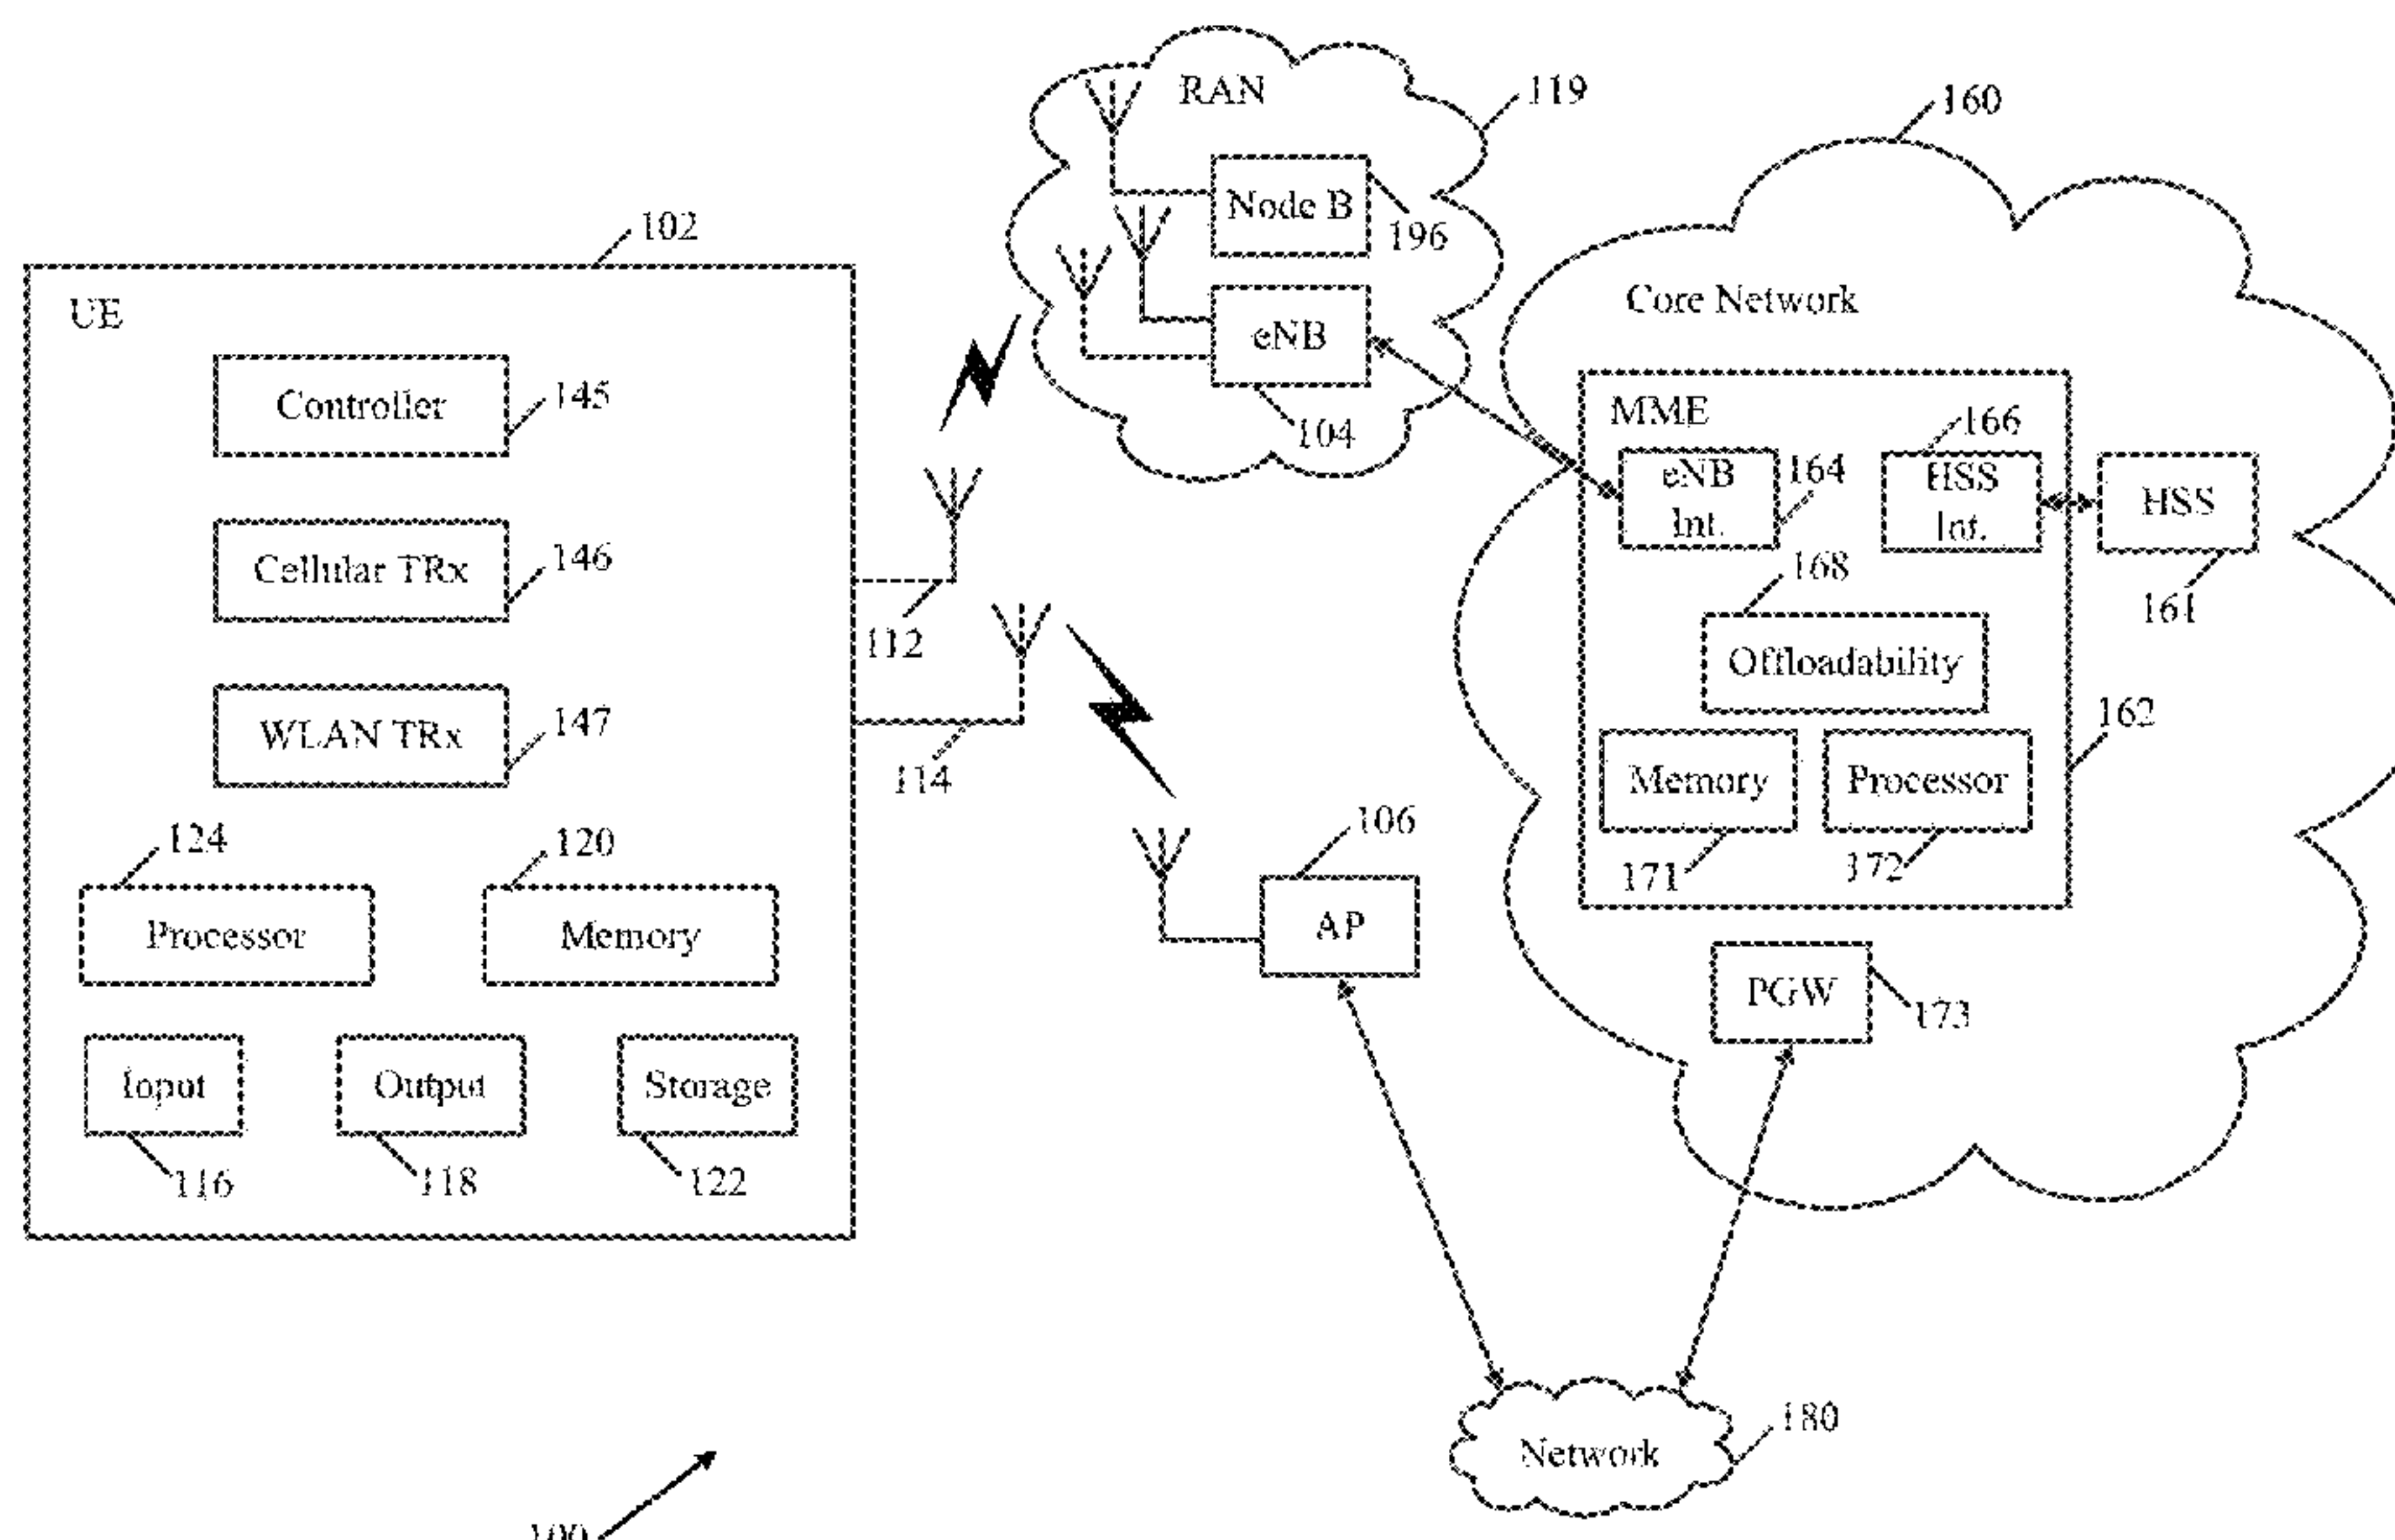 RAN
119
160
Node B
196
102
UE
Core Network
eNB
104
Controller
145
MME
166
eNB
Int.
164
HSS
Int.
HSS
161
Cellular TRx
146
168
112
Offloadability
WLAN TRx
147
114
162
Memory
Processor
171
172
124
120
106
Processor
Memory
AP
PGW
173
Input
Output
Storage
116
118
122
180
Network
100